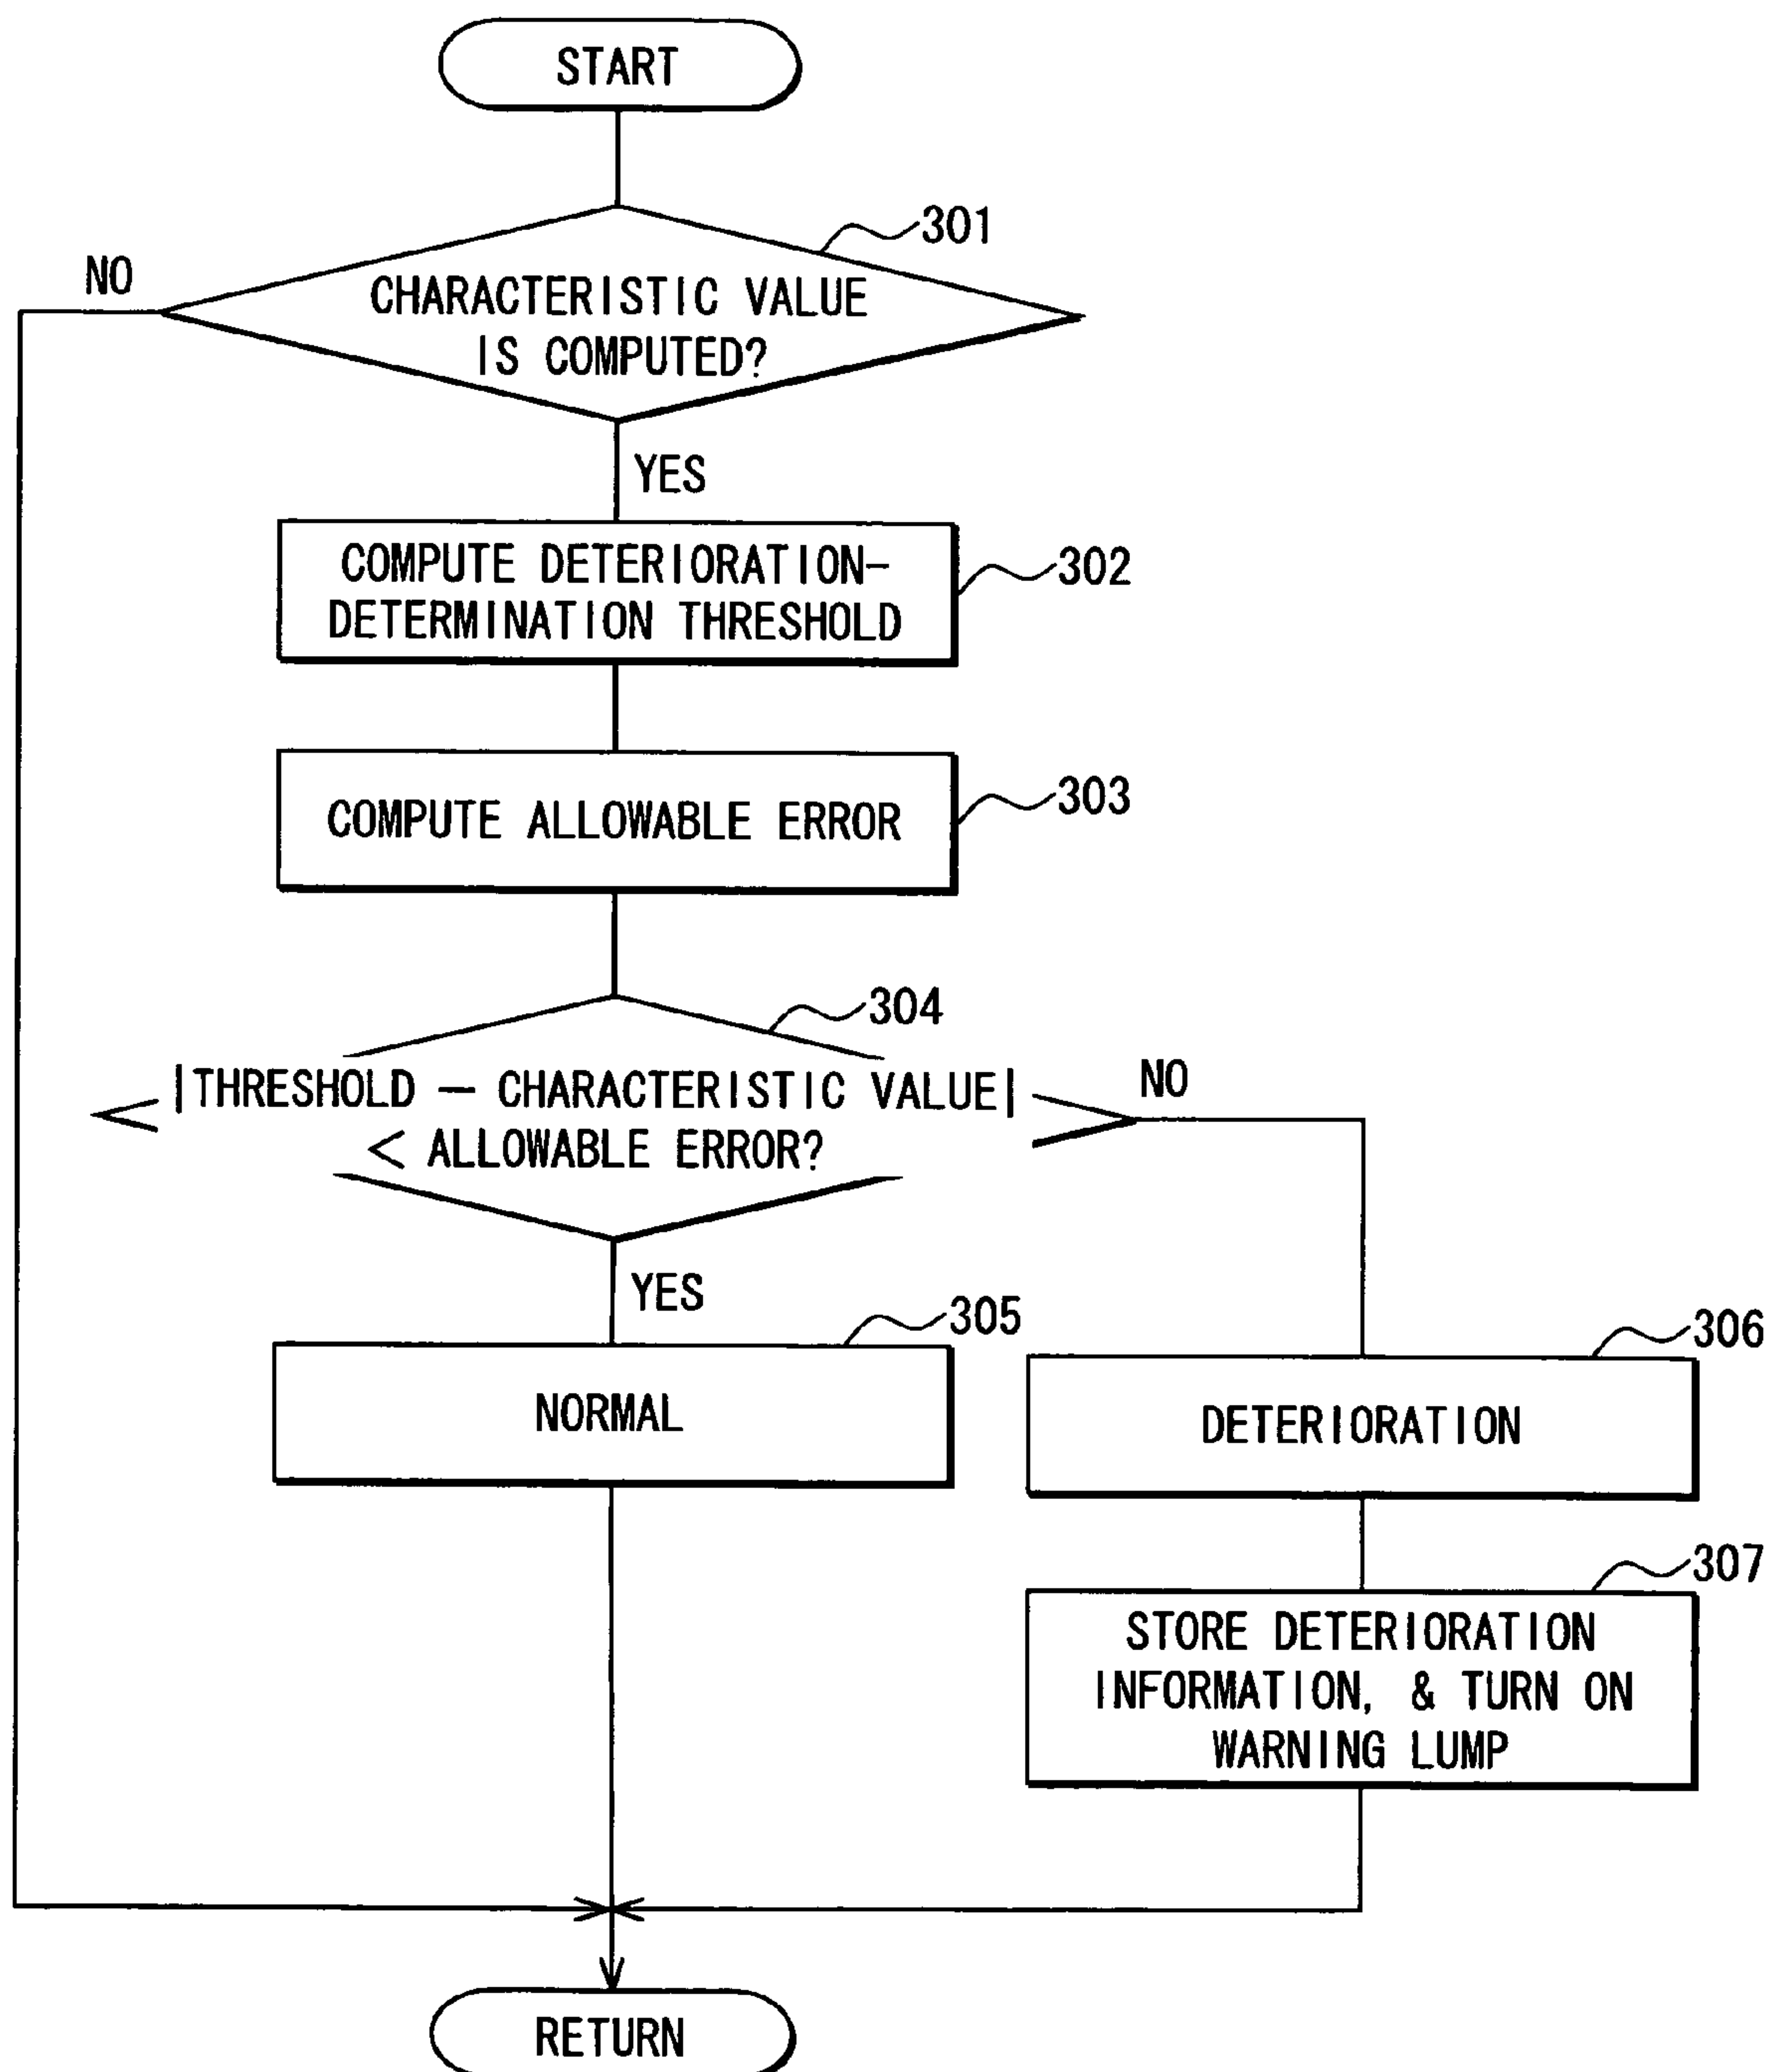 START
301
NO
CHARACTERISTIC VALUE
IS COMPUTED?
YES
COMPUTE DETERIORATION-
DETERMINATION THRESHOLD
302
COMPUTE ALLOWABLE ERROR
303
304
|THRESHOLD — CHARACTERISTIC VALUE|
< ALLOWABLE ERROR?
NO
YES
305
NORMAL
306
DETERIORATION
307
STORE DETERIORATION
INFORMATION, & TURN ON
WARNING LUMP
RETURN